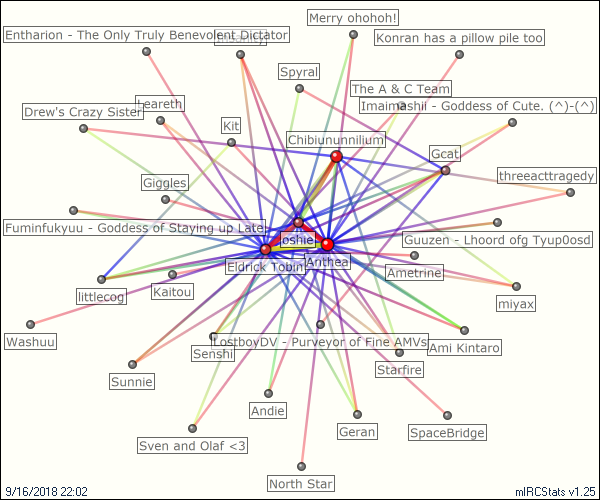 Merry ohohoh!
Entharion - The Only Truly Benevolent Dictator
Konran has a pillow pile too
Spyral
The A & C Team
Imaimashii - Goddess of Cute. (^)-(^)
Leareth
Drew's Crazy Sister
Kit
Chibiununnilium
Gcat
threeacttragedy
Giggles
Fuminfukyuu - Goddess of Staying up Late
Guuzen - Lhoord ofg Tyup0osd
Joshie
Anthea
Eldrick Tobin
Ametrine
Kaitou
littlecog
miyax
Washuu
LostboyDV - Purveyor of Fine AMVs
Ami Kintaro
Senshi
Starfire
Sunnie
Andie
Geran
SpaceBridge
Sven and Olaf <3
North Star
9/16/2018 22:02
mIRCStats v1.25